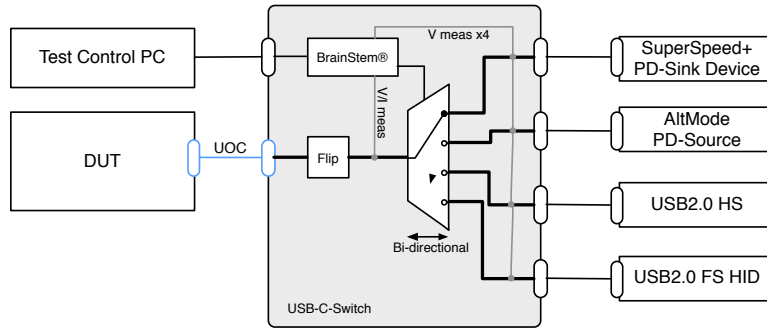 V meas x4
Test Control PC
BrainStem®
SuperSpeed+
PD-Sink Device
V/I meas
AltMode
PD-Source
UOC
DUT
Flip
USB2.0 HS
Bi-directional
USB2.0 FS HID
USB-C-Switch